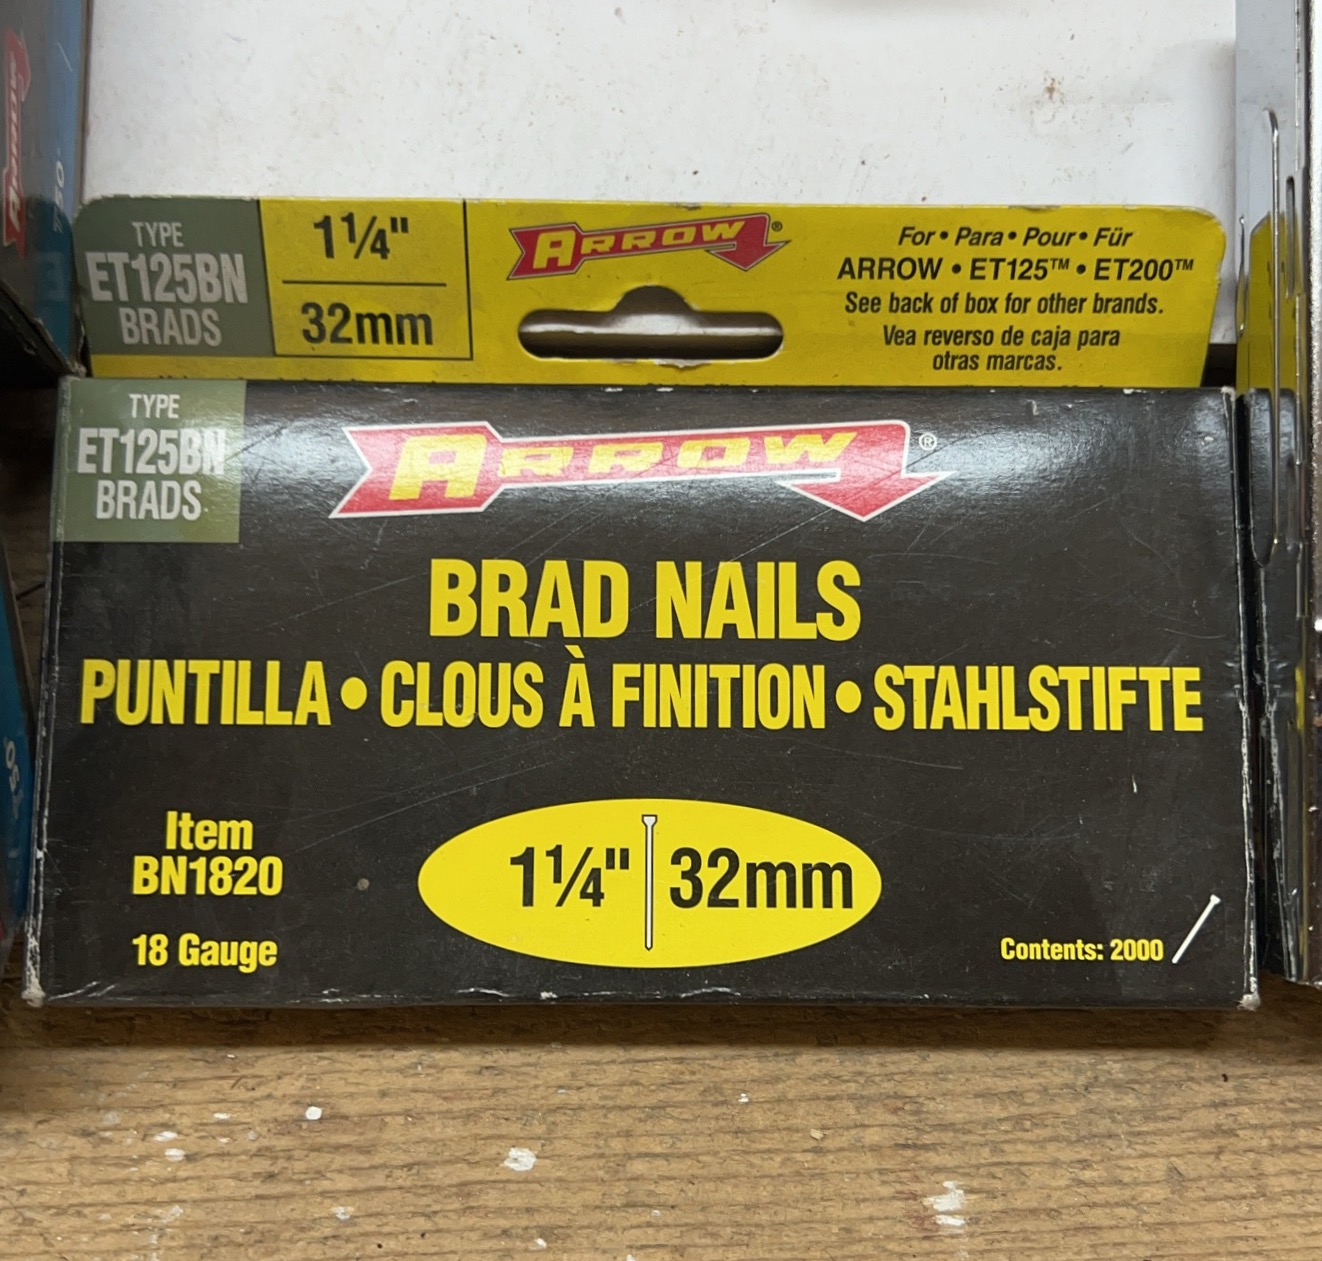 TYPE
ET125BN
BRADS
1¼"
32mm
ARROW®
For • Para • Pour • Für
ARROW • ET125™ • ET200™
See back of box for other brands.
Vea reverso de caja para
otras marcas.
TYPE
ET125BN
BRADS
ARROW®
BRAD NAILS
PUNTILLA • CLOUS À FINITION • STAHLSTIFTE
Item
BN1820
18 Gauge
1¼" 32mm
Contents: 2000
ARROW